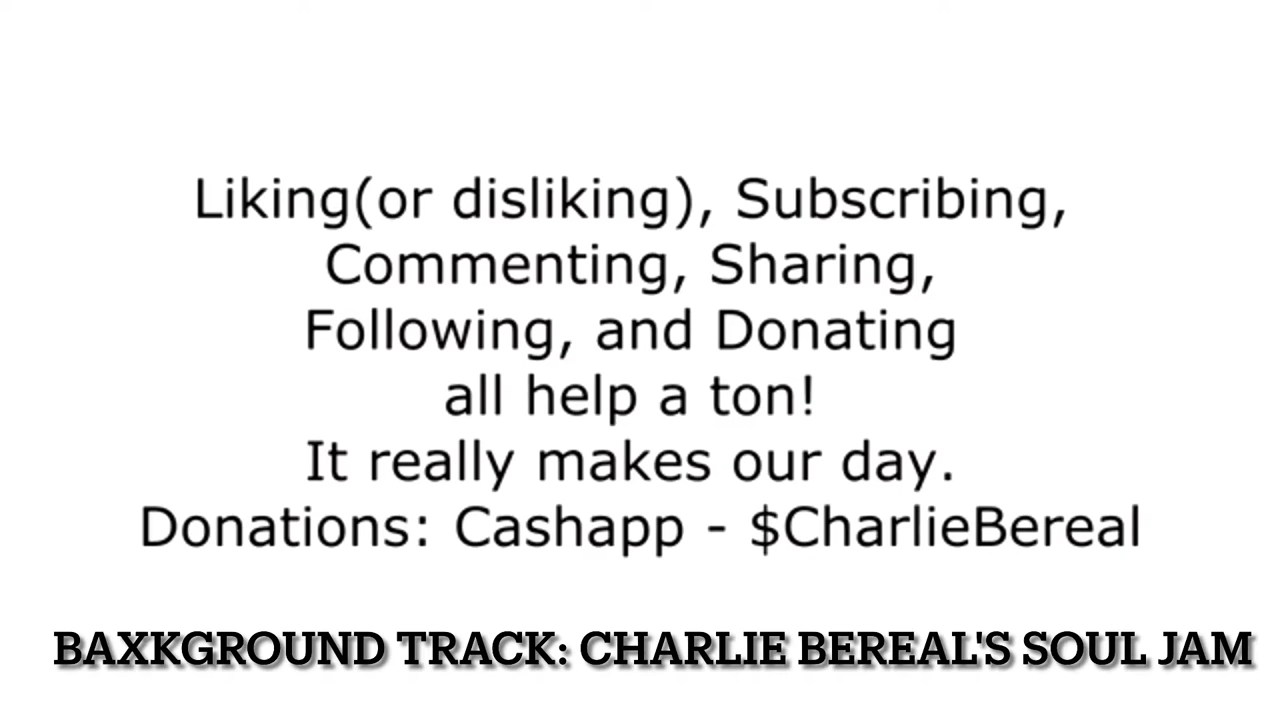 Liking(or disliking), Subscribing,
Commenting, Sharing,
Following, and Donating
all help a ton!
It really makes our day.
Donations: Cashapp - $CharlieBereal
BAXKGROUND TRACK: CHARLIE BEREAL'S SOUL JAM